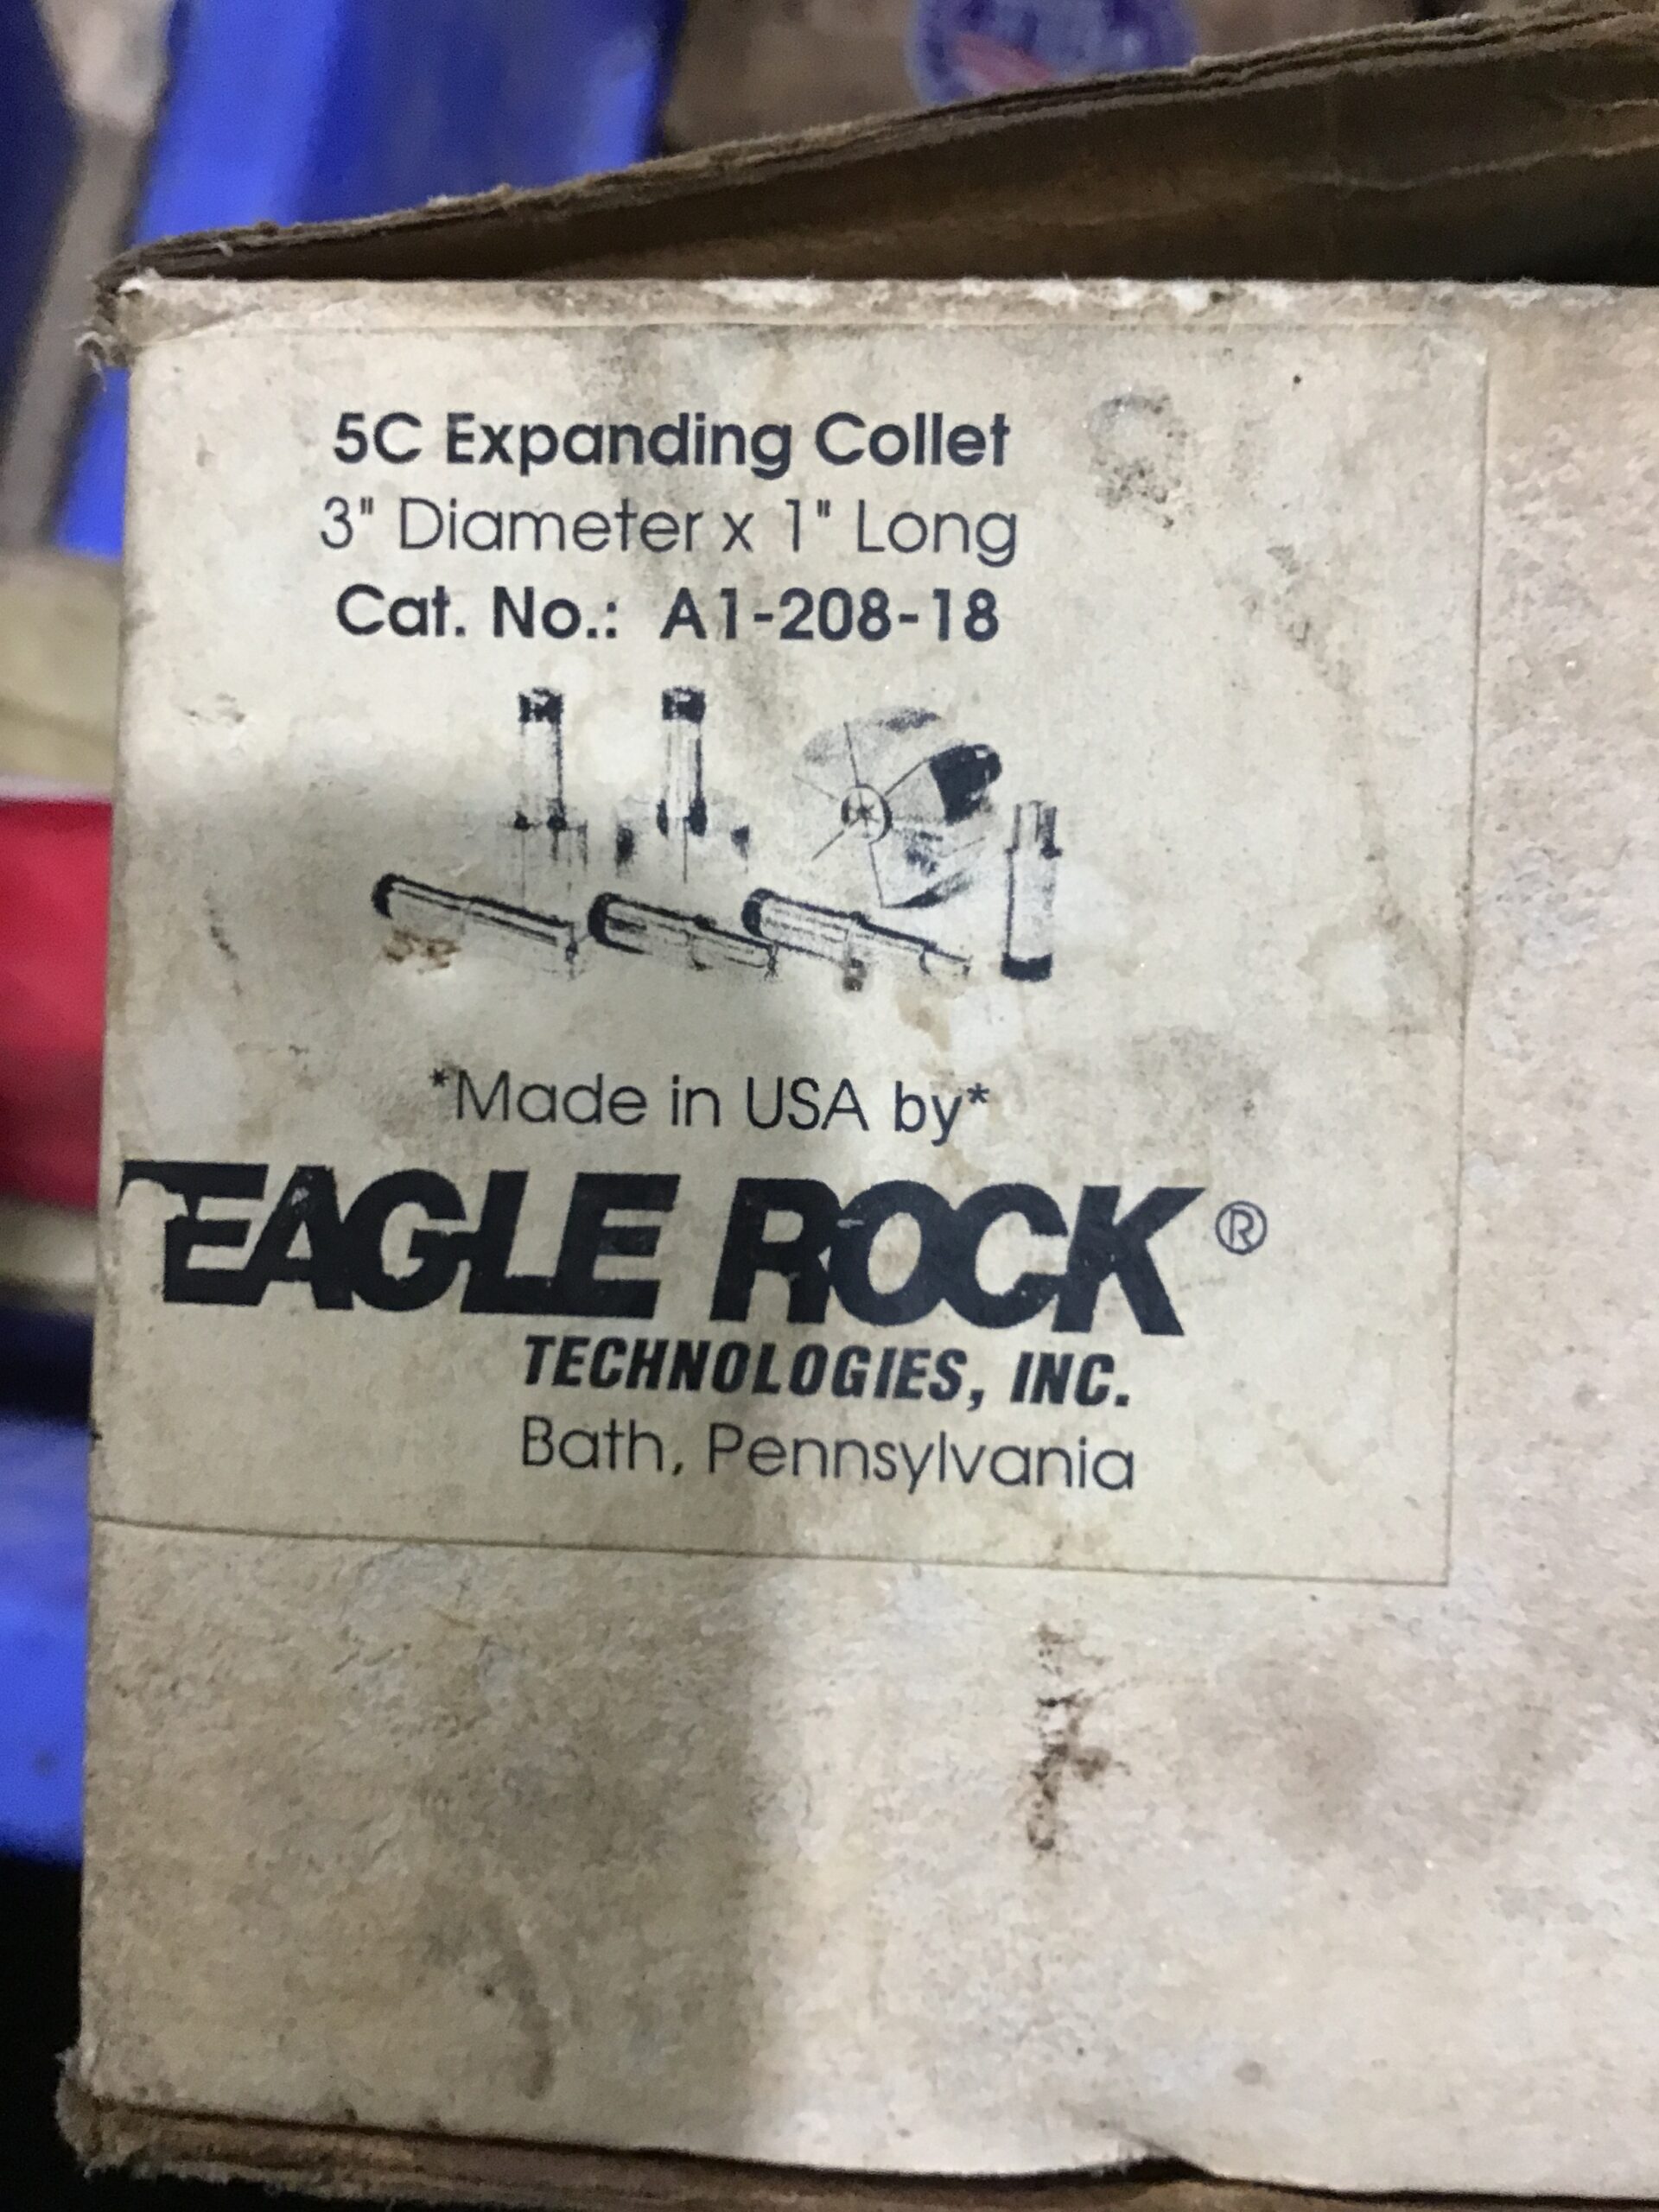 5C Expanding Collet
3" Diameter x 1" Long
Cat. No.: A1-208-18
*Made in USA by*
EAGLE ROCK ®
TECHNOLOGIES, INC.
Bath, Pennsylvania